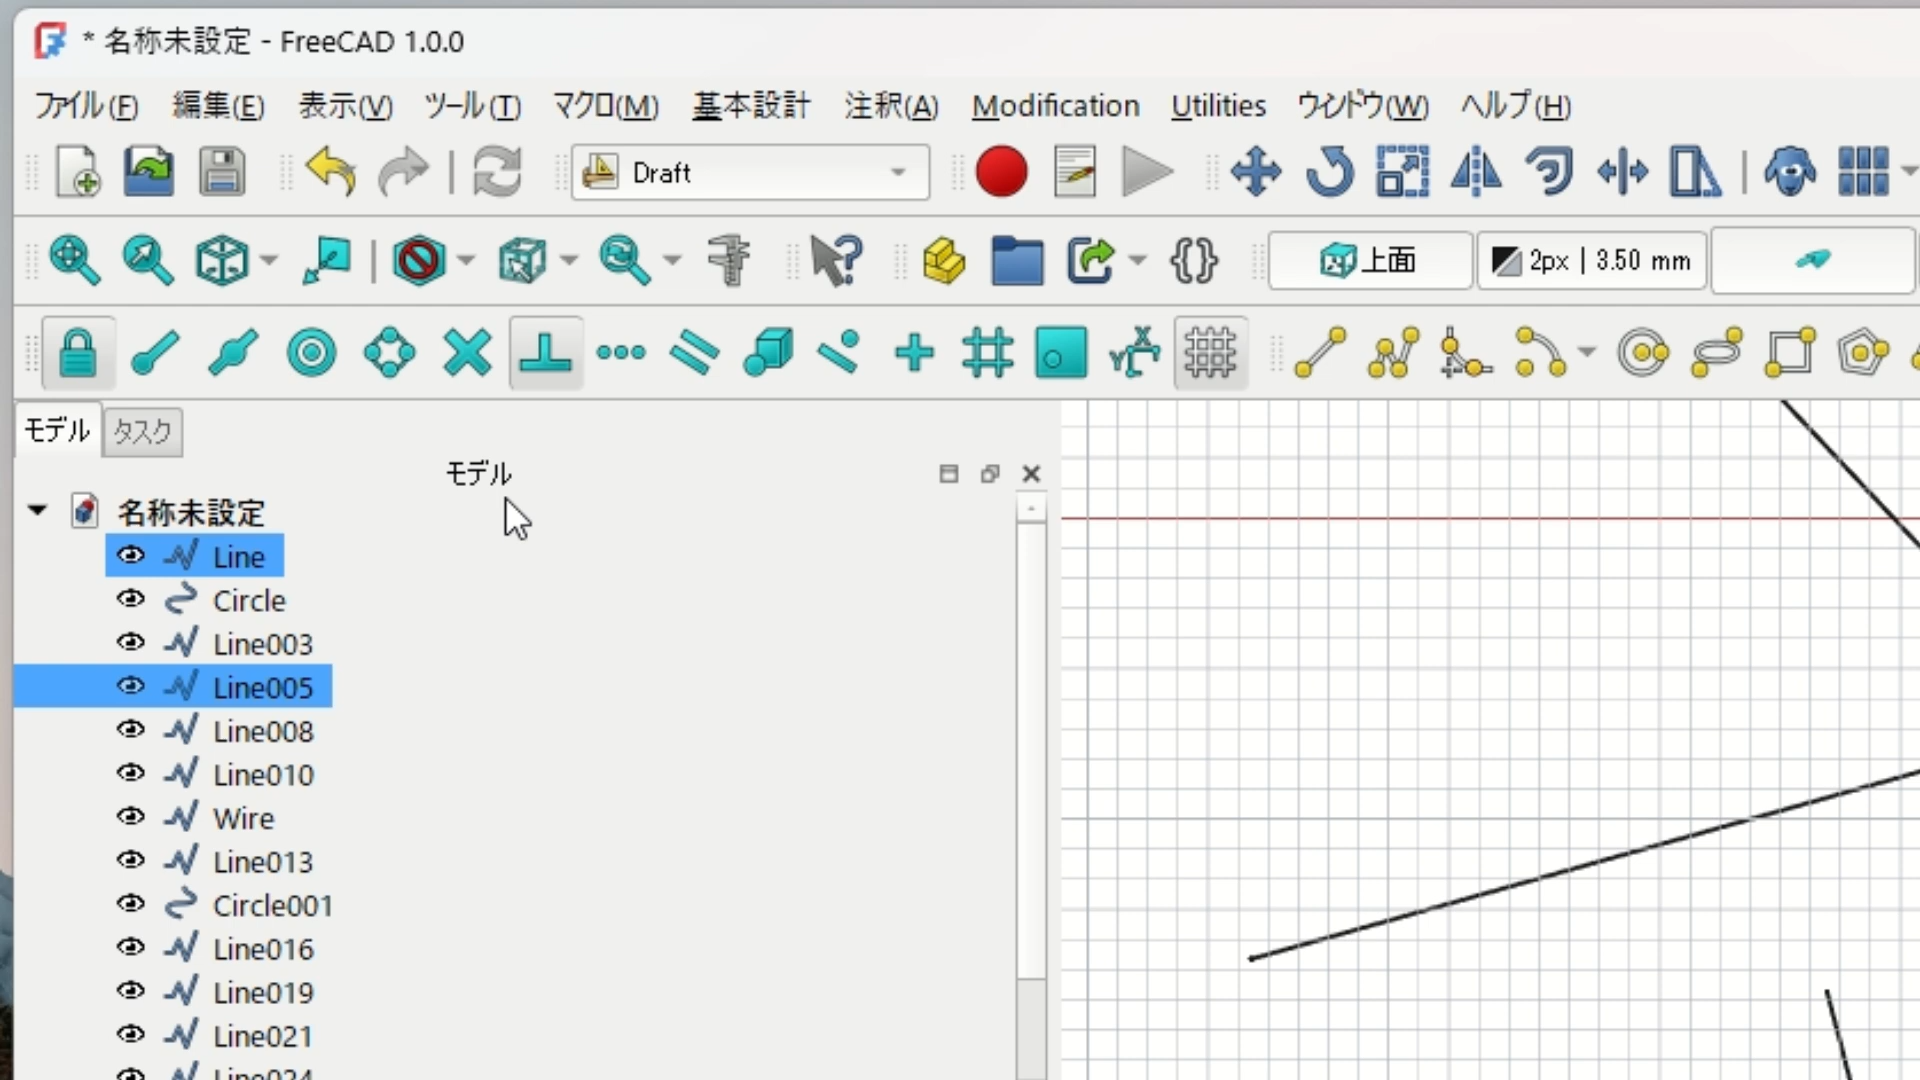 * 名称未設定 - FreeCAD 1.0.0
ファイル(F) 編集(E) 表示(V) ツール(T) マクロ(M) 基本設計 注釈(A) Modification Utilities ウィンドウ(W) ヘルプ(H)
Draft
上面 2px | 3.50 mm
モデル タスク
モデル
名称未設定
Line
Circle
Line003
Line005
Line008
Line010
Wire
Line013
Circle001
Line016
Line019
Line021
Line024